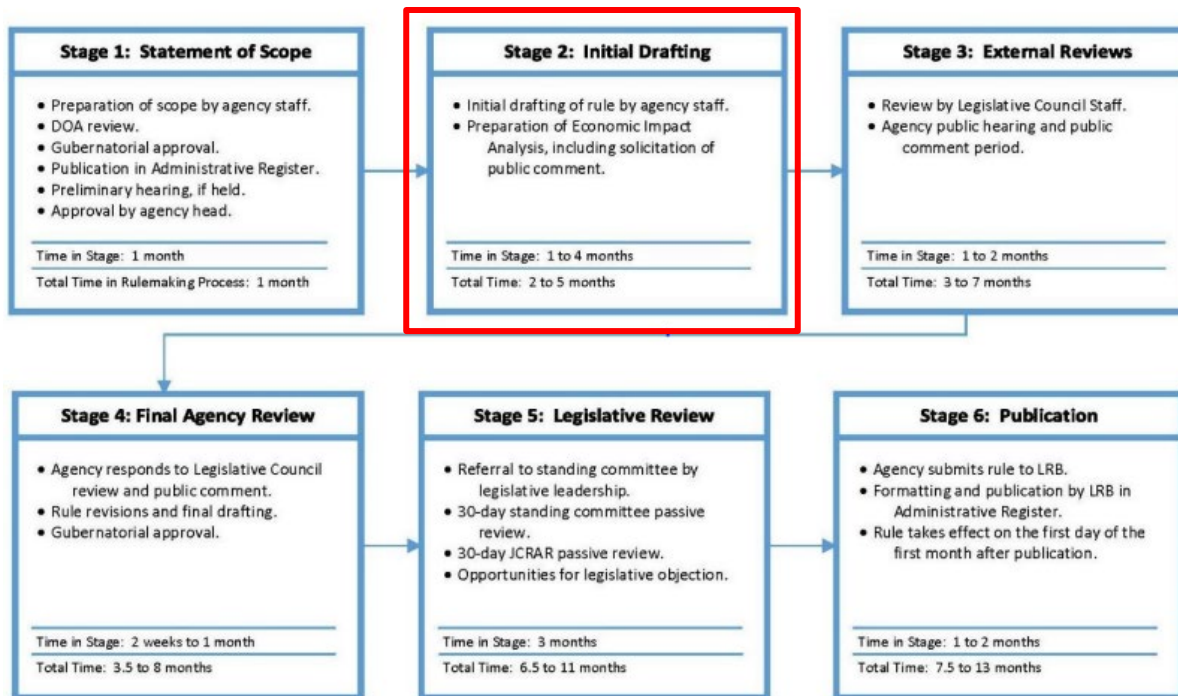 Stage 1: Statement of Scope
• Preparation of scope by agency staff.
• DOA review.
• Gubernatorial approval.
• Publication in Administrative Register.
• Preliminary hearing, if held.
• Approval by agency head.
Time in Stage: 1 month
Total Time in Rulemaking Process: 1 month
Stage 2: Initial Drafting
• Initial drafting of rule by agency staff.
• Preparation of Economic Impact
Analysis, including solicitation of
public comment.
Time in Stage: 1 to 4 months
Total Time: 2 to 5 months
Stage 3: External Reviews
• Review by Legislative Council Staff.
• Agency public hearing and public
comment period.
Time in Stage: 1 to 2 months
Total Time: 3 to 7 months
Stage 4: Final Agency Review
• Agency responds to Legislative Council
review and public comment.
• Rule revisions and final drafting.
• Gubernatorial approval.
Time in Stage: 2 weeks to 1 month
Total Time: 3.5 to 8 months
Stage 5: Legislative Review
• Referral to standing committee by
legislative leadership.
• 30-day standing committee passive
review.
• 30-day JCRAR passive review.
• Opportunities for legislative objection.
Time in Stage: 3 months
Total Time: 6.5 to 11 months
Stage 6: Publication
• Agency submits rule to LRB.
• Formatting and publication by LRB in
Administrative Register.
• Rule takes effect on the first day of the
first month after publication.
Time in Stage: 1 to 2 months
Total Time: 7.5 to 13 months